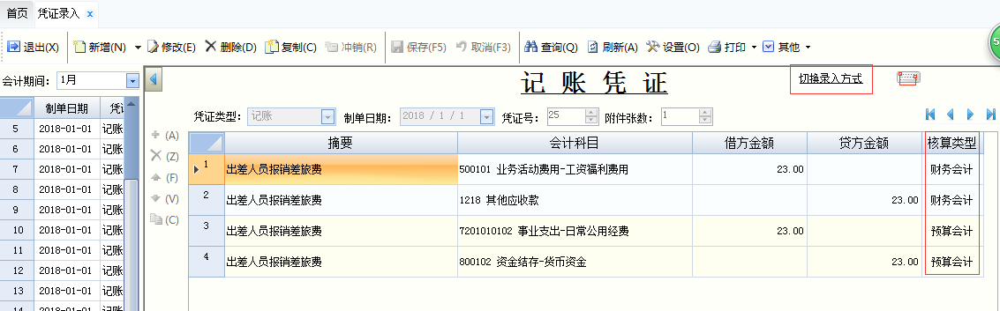 首页 凭证录入 x
退出(X) 新增(N) 修改(E) 删除(D) 复制(C) 冲销(R) 保存(F5) 取消(F3) 查询(Q) 刷新(A) 设置(O) 打印 其他
5
会计期间： 1月
记 账 凭 证
切换录入方式
凭证类型： 记账 制单日期： 2018 / 1 / 1 凭证号： 25 附件张数： 1
制单日期
5 2018-01-01 记账
6 2018-01-01 记账
7 2018-01-01 记账
8 2018-01-01 记账
9 2018-01-01 记账
10 2018-01-01 记账
11 2018-01-01 记账
12 2018-01-01 记账
13 2018-01-01 记账
(A)
(Z)
(F)
(V)
(C)
摘要 会计科目 借方金额 贷方金额 核算类型
1 出差人员报销差旅费 500101 业务活动费用-工资福利费用 23.00 财务会计
2 出差人员报销差旅费 1218 其他应收款 23.00 财务会计
3 出差人员报销差旅费 7201010102 事业支出-日常公用经费 23.00 预算会计
4 出差人员报销差旅费 800102 资金结存-货币资金 23.00 预算会计